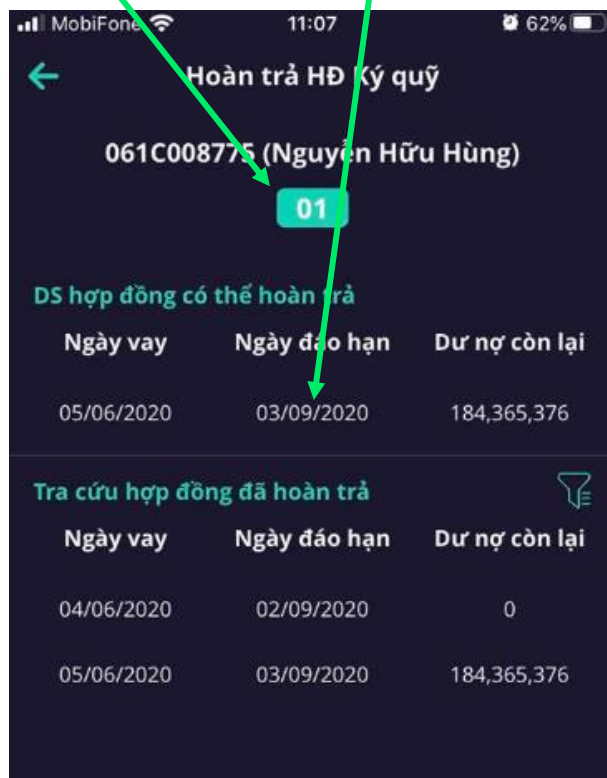 MobiFone 11:07 62%
Hoàn trả HĐ Ký quỹ
061C008775 (Nguyễn Hữu Hùng)
01
DS hợp đồng có thể hoàn trả
Ngày vay Ngày đáo hạn Dư nợ còn lại
05/06/2020 03/09/2020 184,365,376
Tra cứu hợp đồng đã hoàn trả
Ngày vay Ngày đáo hạn Dư nợ còn lại
04/06/2020 02/09/2020 0
05/06/2020 03/09/2020 184,365,376